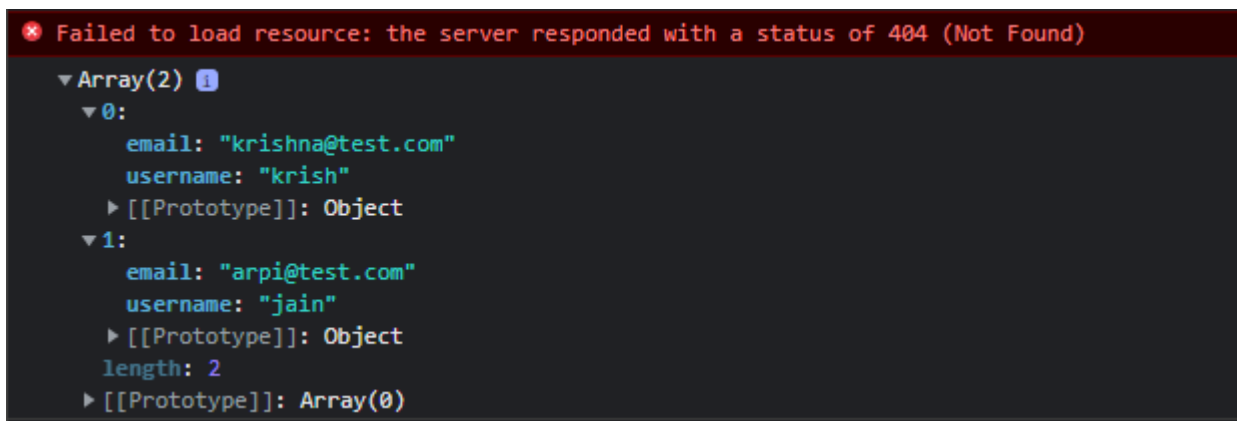 Failed to load resource: the server responded with a status of 404 (Not Found)
▼Array(2) i
▼0:
email: "krishna@test.com"
username: "krish"
▶[[Prototype]]: Object
▼1:
email: "arpi@test.com"
username: "jain"
▶[[Prototype]]: Object
length: 2
▶[[Prototype]]: Array(0)